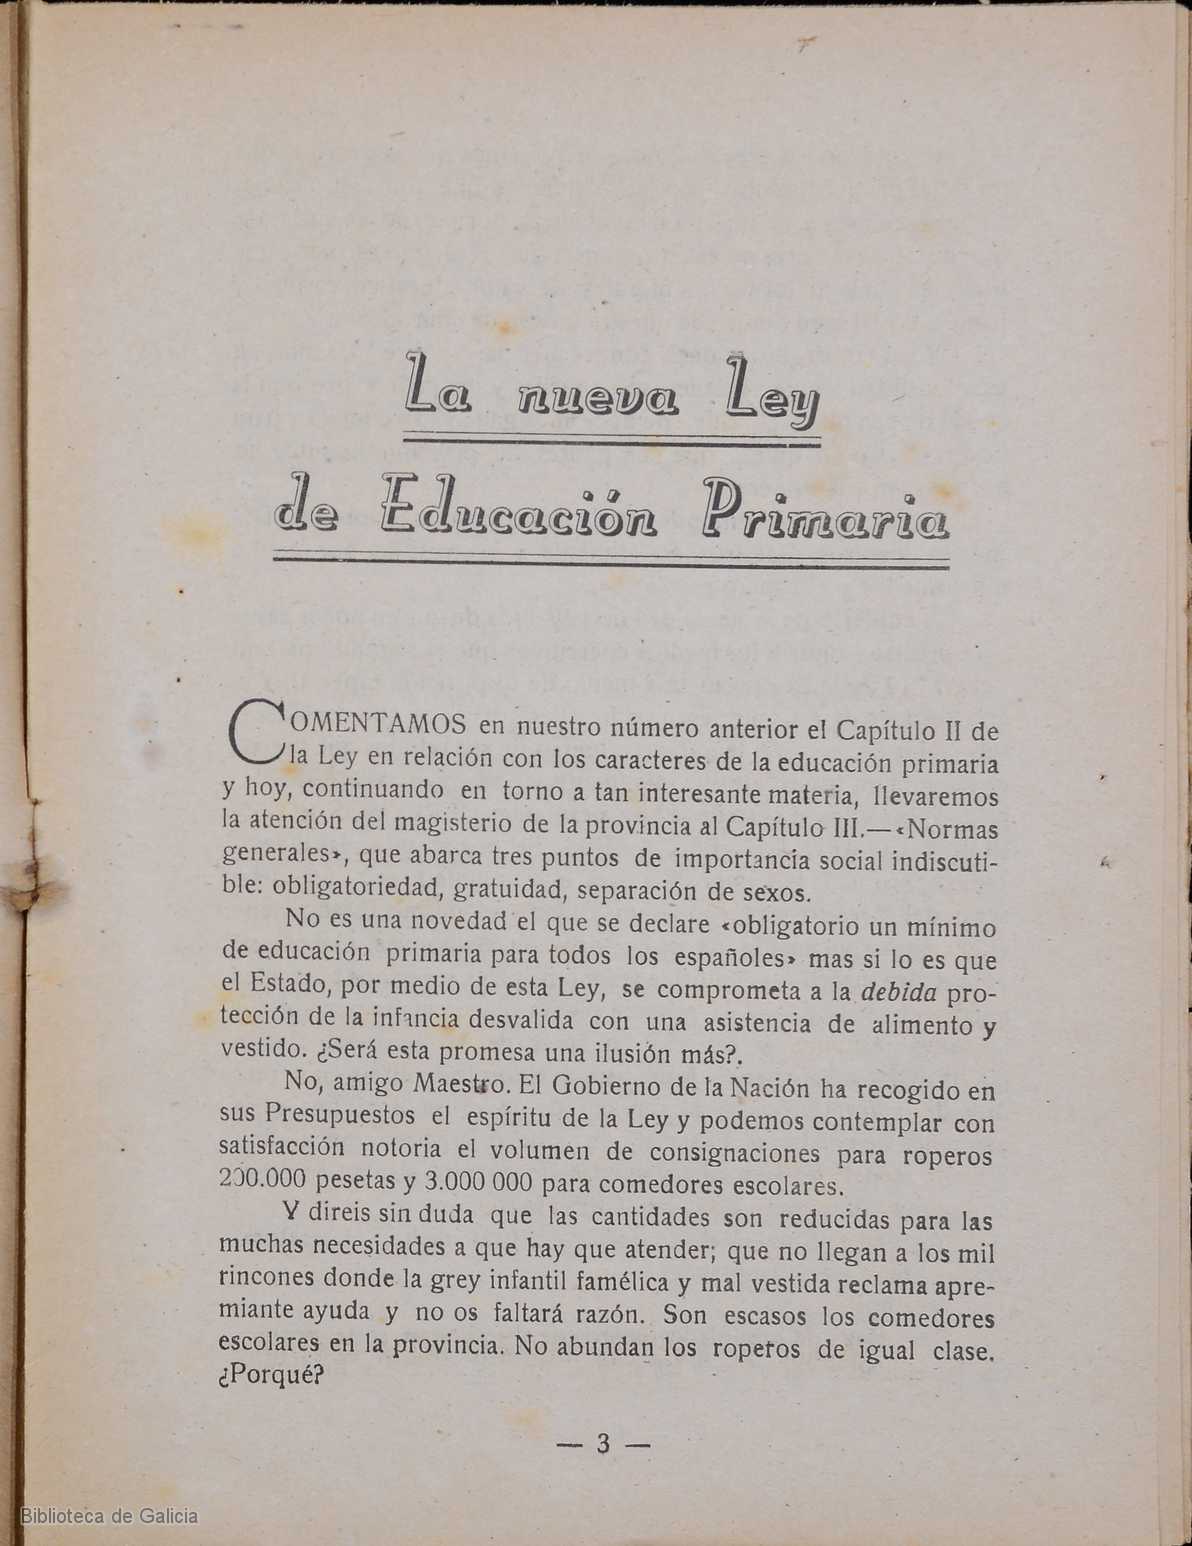 La nueva Ley
de Educación Primaria
COMENTAMOS en nuestro número anterior el Capítulo II de
la Ley en relación con los caracteres de la educación primaria
y hoy, continuando en torno a tan interesante materia, llevaremos
la atención del magisterio de la provincia al Capítulo III.—«Normas
generales», que abarca tres puntos de importancia social indiscuti-
ble: obligatoriedad, gratuidad, separación de sexos.
No es una novedad el que se declare «obligatorio un mínimo
de educación primaria para todos los españoles» mas si lo es que
el Estado, por medio de esta Ley, se comprometa a la debida pro-
tección de la infancia desvalida con una asistencia de alimento y
vestido. ¿Será esta promesa una ilusión más?.
No, amigo Maestro. El Gobierno de la Nación ha recogido en
sus Presupuestos el espíritu de la Ley y podemos contemplar con
satisfacción notoria el volumen de consignaciones para roperos
200.000 pesetas y 3.000 000 para comedores escolares.
Y direis sin duda que las cantidades son reducidas para las
muchas necesidades a que hay que atender; que no llegan a los mil
rincones donde la grey infantil famélica y mal vestida reclama apre-
miante ayuda y no os faltará razón. Son escasos los comedores
escolares en la provincia. No abundan los roperos de igual clase.
¿Porqué?
— 3 —
Biblioteca de Galicia